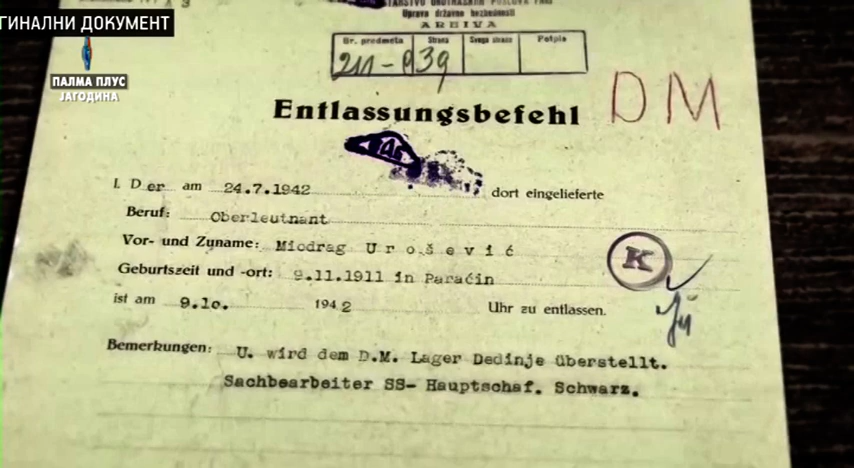 ГИНАЛНИ ДОКУМЕНТ
ПАЛМА ПЛУС
ЈАГОДИНА
Uprava državne bezbednosti
ARHIVA
Br. predmeta Strana Svega strana Potpis
211-P 39
Entlassungsbefehl DM
I. Der am 24.7.1942 dort eingelieferte
Beruf: Oberleutnant
Vor- und Zuname: Miodrag Urošević
K
Geburtszeit und -ort: 9.11.1911 in Paraćin
ist am 9.10. 1942 Uhr zu entlassen.
Bemerkungen: U. wird dem D.M. Lager Dedinje überstellt.
Sachbearbeiter SS- Hauptschaf. Schwarz.